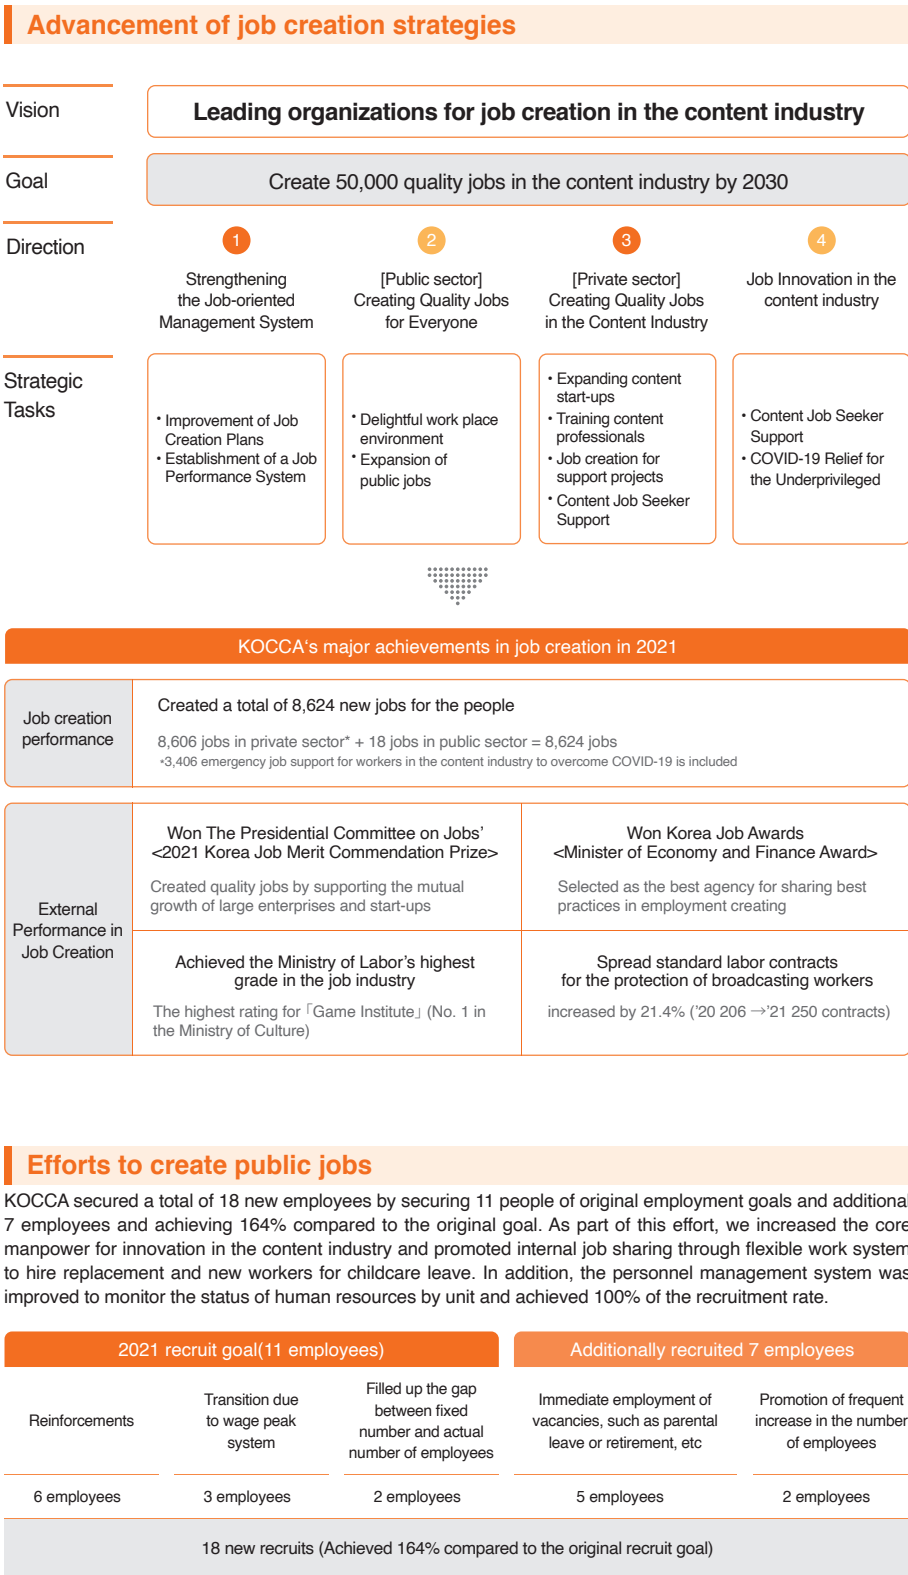 Advancement of job creation strategies
Vision
Leading organizations for job creation in the content industry
Goal
Create 50,000 quality jobs in the content industry by 2030
Direction
1
Strengthening
the Job-oriented
Management System
2
[Public sector]
Creating Quality Jobs
for Everyone
3
[Private sector]
Creating Quality Jobs
in the Content Industry
4
Job Innovation in the
content industry
Strategic
Tasks
• Improvement of Job
Creation Plans
• Establishment of a Job
Performance System
• Delightful work place
environment
• Expansion of
public jobs
• Expanding content
start-ups
• Training content
professionals
• Job creation for
support projects
• Content Job Seeker
Support
• Content Job Seeker
Support
• COVID-19 Relief for
the Underprivileged
KOCCA‘s major achievements in job creation in 2021
Job creation
performance
Created a total of 8,624 new jobs for the people
8,606 jobs in private sector* + 18 jobs in public sector = 8,624 jobs
*3,406 emergency job support for workers in the content industry to overcome COVID-19 is included
External
Performance in
Job Creation
Won The Presidential Committee on Jobs’
<2021 Korea Job Merit Commendation Prize>
Created quality jobs by supporting the mutual
growth of large enterprises and start-ups
Won Korea Job Awards
<Minister of Economy and Finance Award>
Selected as the best agency for sharing best
practices in employment creating
Achieved the Ministry of Labor’s highest
grade in the job industry
The highest rating for「Game Institute」(No. 1 in
the Ministry of Culture)
Spread standard labor contracts
for the protection of broadcasting workers
increased by 21.4% (’20 206 →’21 250 contracts)
Efforts to create public jobs
KOCCA secured a total of 18 new employees by securing 11 people of original employment goals and additional
7 employees and achieving 164% compared to the original goal. As part of this effort, we increased the core
manpower for innovation in the content industry and promoted internal job sharing through flexible work system
to hire replacement and new workers for childcare leave. In addition, the personnel management system was
improved to monitor the status of human resources by unit and achieved 100% of the recruitment rate.
2021 recruit goal(11 employees)
Additionally recruited 7 employees
Reinforcements
Transition due
to wage peak
system
Filled up the gap
between fixed
number and actual
number of employees
Immediate employment of
vacancies, such as parental
leave or retirement, etc
Promotion of frequent
increase in the number
of employees
6 employees
3 employees
2 employees
5 employees
2 employees
18 new recruits (Achieved 164% compared to the original recruit goal)